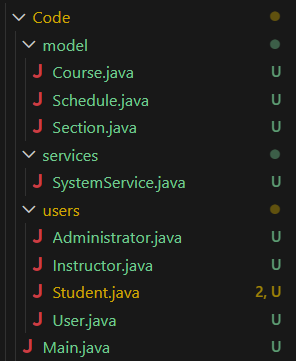 Code
model
J Course.java U
J Schedule.java U
J Section.java U
services
J SystemService.java U
users
J Administrator.java U
J Instructor.java U
J Student.java 2, U
J User.java U
J Main.java U